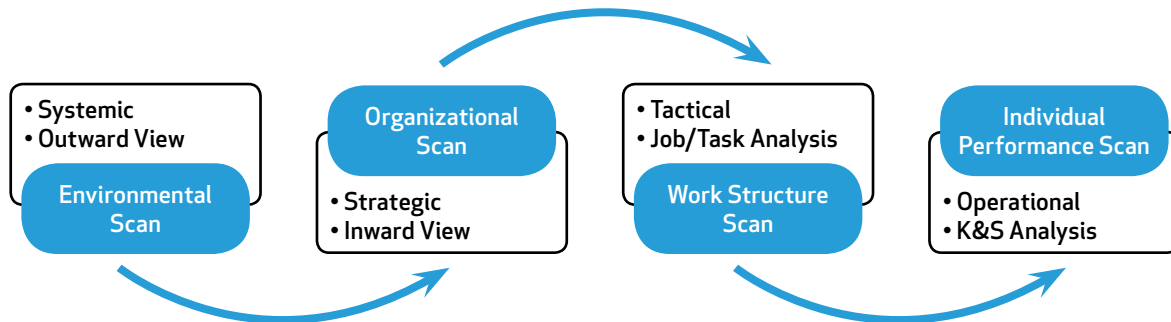 • Systemic
• Outward View
Environmental
Scan
Organizational
Scan
• Strategic
• Inward View
• Tactical
• Job/Task Analysis
Work Structure
Scan
Individual
Performance Scan
• Operational
• K&S Analysis